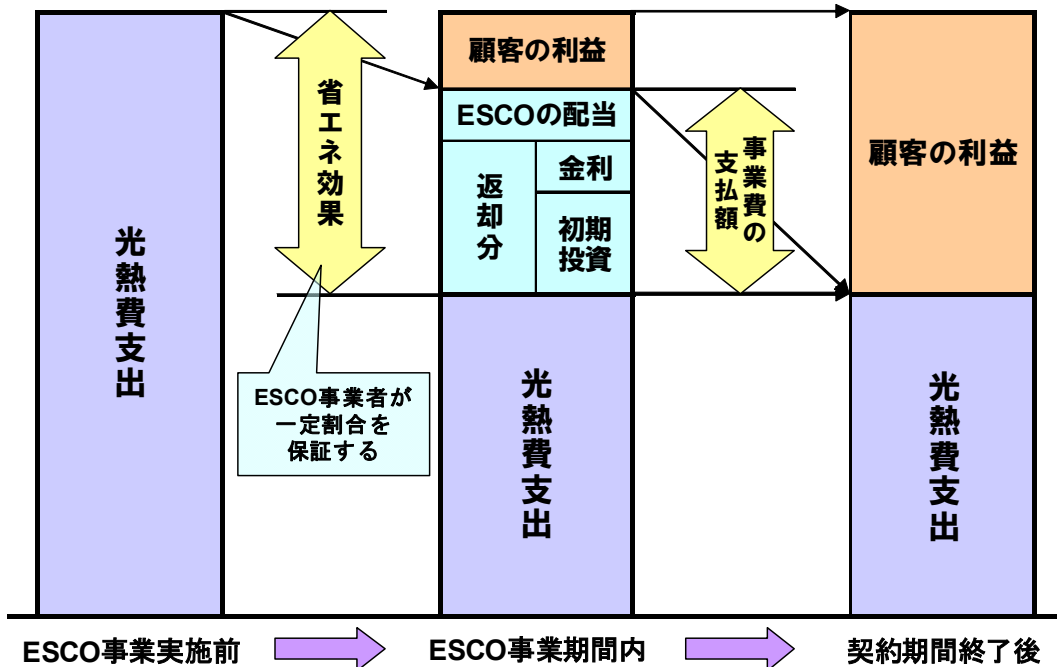 光熱費支出
省エネ効果
ESCO事業者が
一定割合を
保証する
顧客の利益
ESCOの配当
返却分
金利
初期
投資
光熱費支出
事業費の
支払額
顧客の利益
光熱費支出
ESCO事業実施前
ESCO事業期間内
契約期間終了後